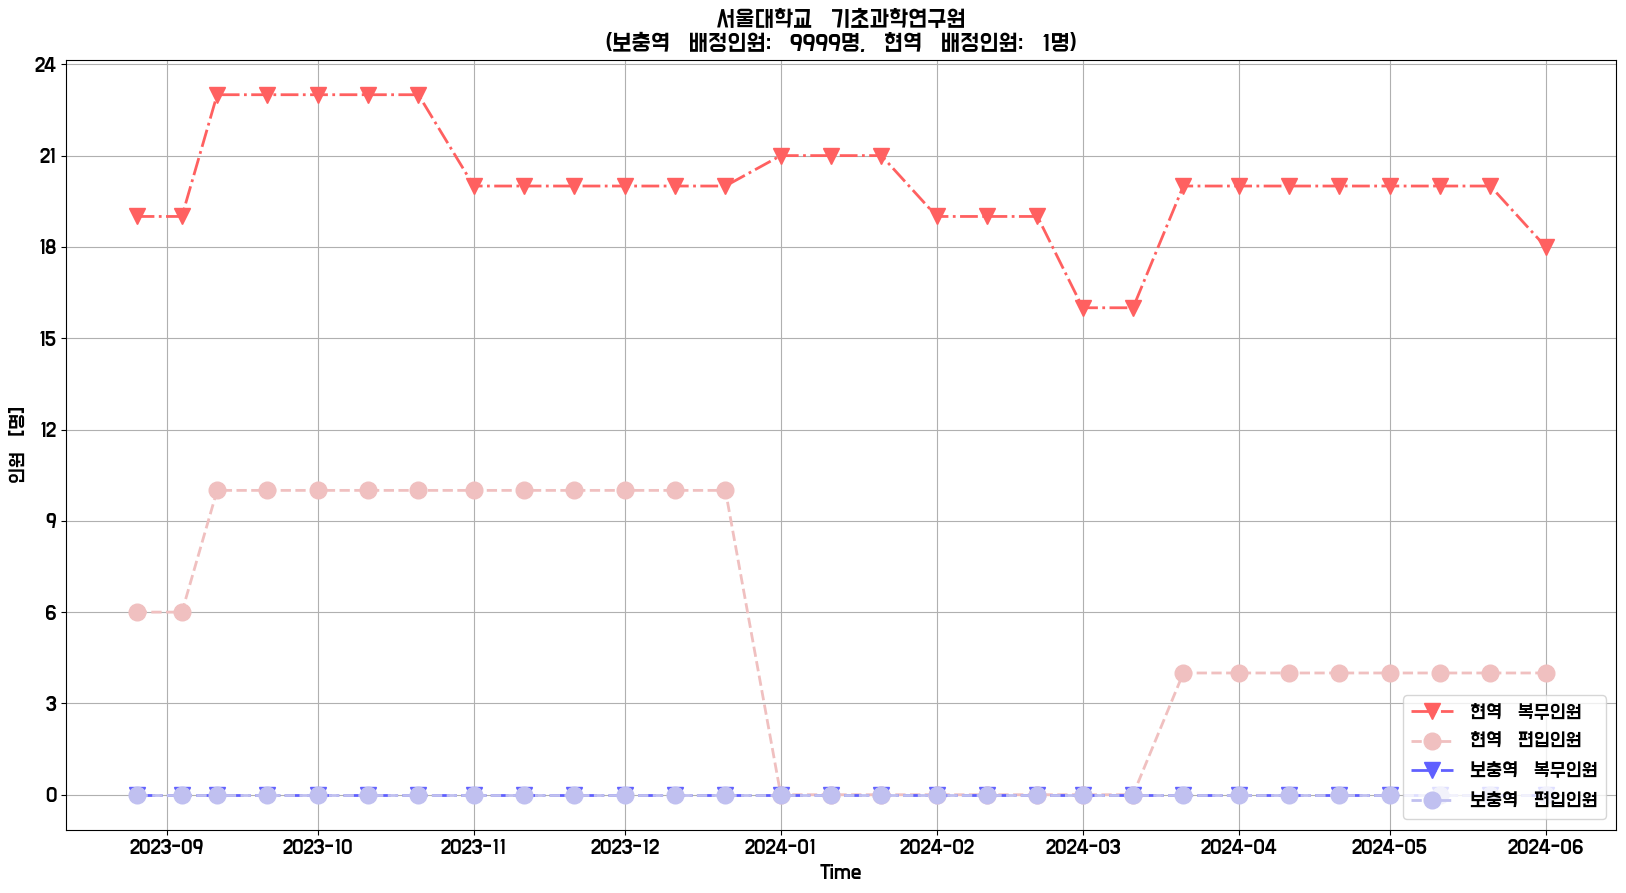 서울대학교 기초과학연구원
(보충역 배정인원: 9999명, 현역 배정인원: 1명)
24
21
18
15
12
9
6
3
0
인원 [명]
현역 복무인원
현역 편입인원
보충역 복무인원
보충역 편입인원
2023-09 2023-10 2023-11 2023-12 2024-01 2024-02 2024-03 2024-04 2024-05 2024-06
Time